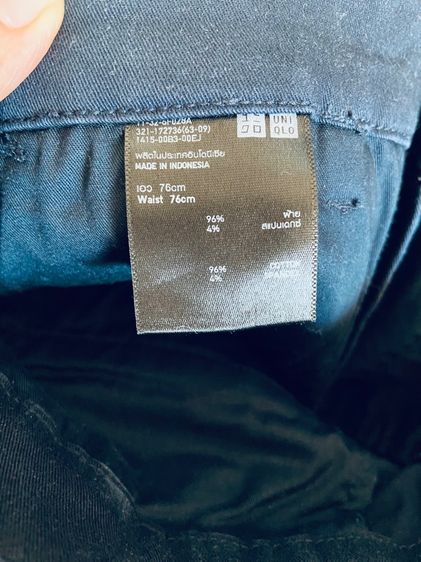 321-172736(63-09)
UNI
QLO
ผลิตในประเทศอินโดนีเซีย
MADE IN INDONESIA
เอว 76cm
Waist 76cm
96% ฝ้าย
4% สแปนเดกซ์
96%
4%